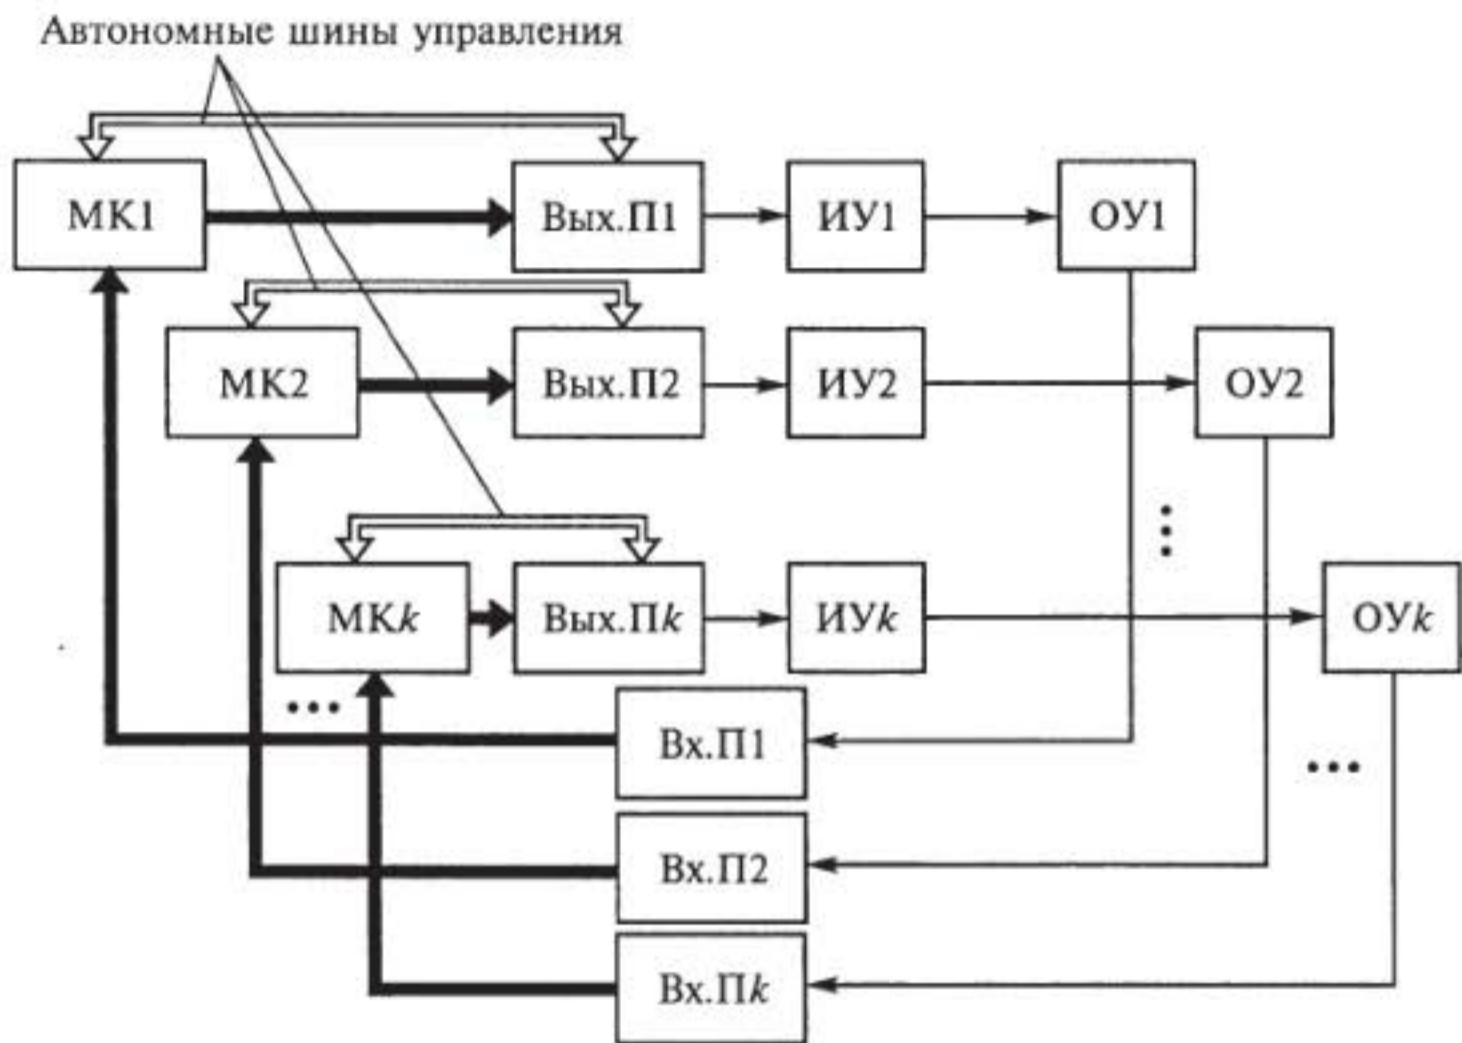 Автономные шины управления
МК1
Вых.П1
ИУ1
ОУ1
МК2
Вых.П2
ИУ2
ОУ2
МКk
Вых.Пk
ИУk
ОУk
Вх.П1
Вх.П2
Вх.Пk